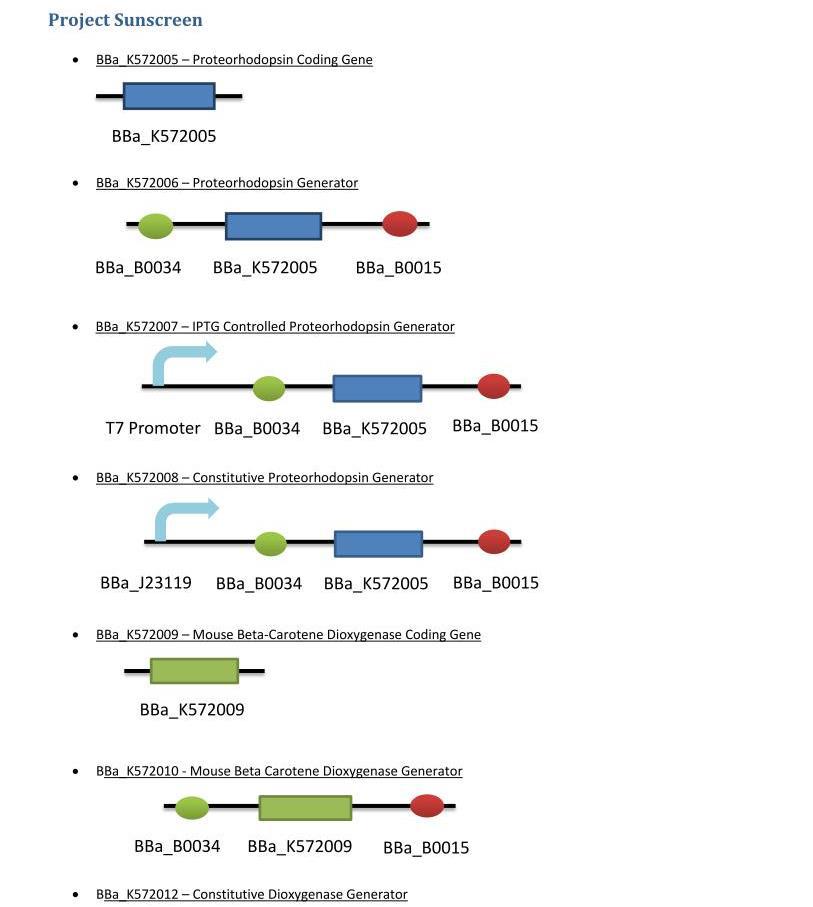 Project Sunscreen
• BBa_K572005 – Proteorhodopsin Coding Gene
BBa_K572005
• BBa_K572006 – Proteorhodopsin Generator
BBa_B0034 BBa_K572005 BBa_B0015
• BBa_K572007 – IPTG Controlled Proteorhodopsin Generator
T7 Promoter BBa_B0034 BBa_K572005 BBa_B0015
• BBa_K572008 – Constitutive Proteorhodopsin Generator
BBa_J23119 BBa_B0034 BBa_K572005 BBa_B0015
• BBa_K572009 – Mouse Beta-Carotene Dioxygenase Coding Gene
BBa_K572009
• BBa_K572010 - Mouse Beta Carotene Dioxygenase Generator
BBa_B0034 BBa_K572009 BBa_B0015
• BBa_K572012 – Constitutive Dioxygenase Generator